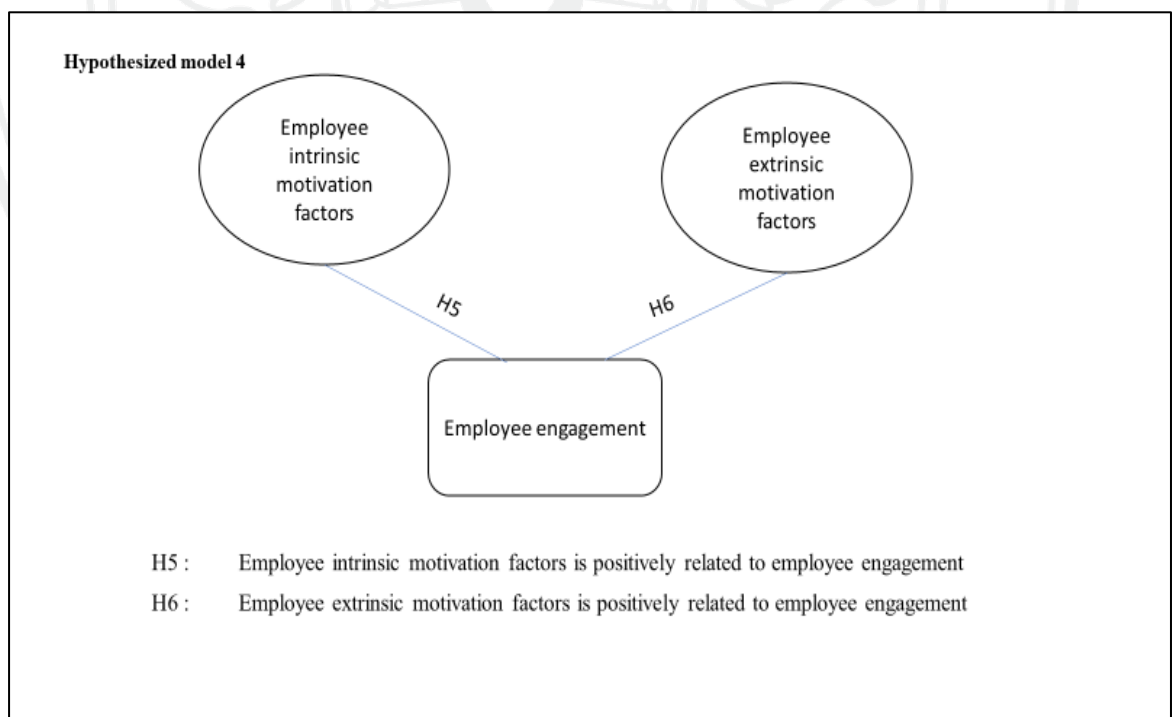 Hypothesized model 4
Employee
intrinsic
motivation
factors
Employee
extrinsic
motivation
factors
H5
H6
Employee engagement
H5 : Employee intrinsic motivation factors is positively related to employee engagement
H6 : Employee extrinsic motivation factors is positively related to employee engagement